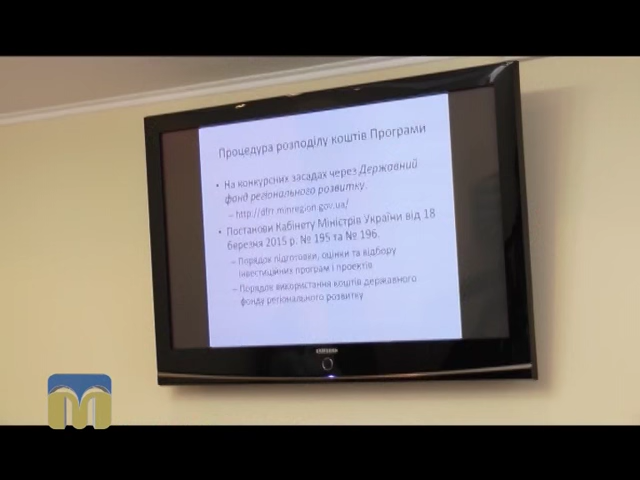 Процедура розподілу коштів Програми
• На конкурсних засадах через Державний
фонд регіонального розвитку.
– http://dfrr.minregion.gov.ua/
• Постанови Кабінету Міністрів України від 18
березня 2015 р. № 195 та № 196.
– Порядок підготовки, оцінки та відбору
інвестиційних програм і проектів
– Порядок використання коштів державного
фонда регіонального розвитку
SAMSUNG
M